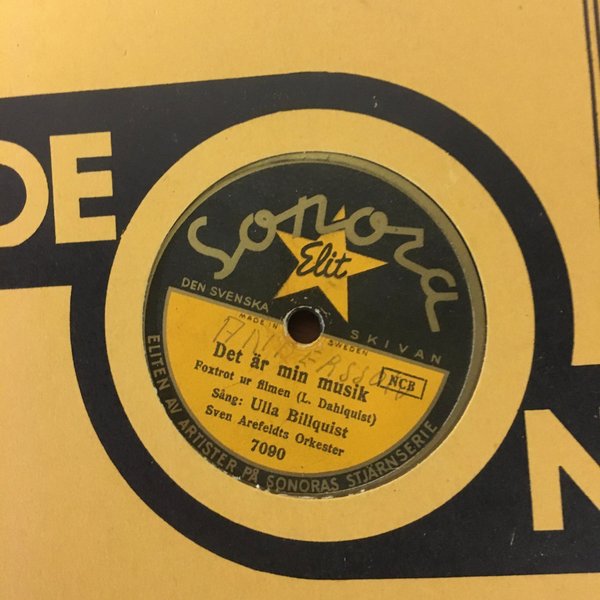 DE
N
Sonora
Elit
DEN SVENSKA SKIVAN
MADE IN SWEDEN
ANDERSSON
Det är min musik
NCB
Foxtrot ur filmen (L. Dahlquist)
Sång: Ulla Billquist
Sven Arefeldts Orkester
7090
ELITEN AV ARTISTER PÅ SONORAS STJÄRNSERIE